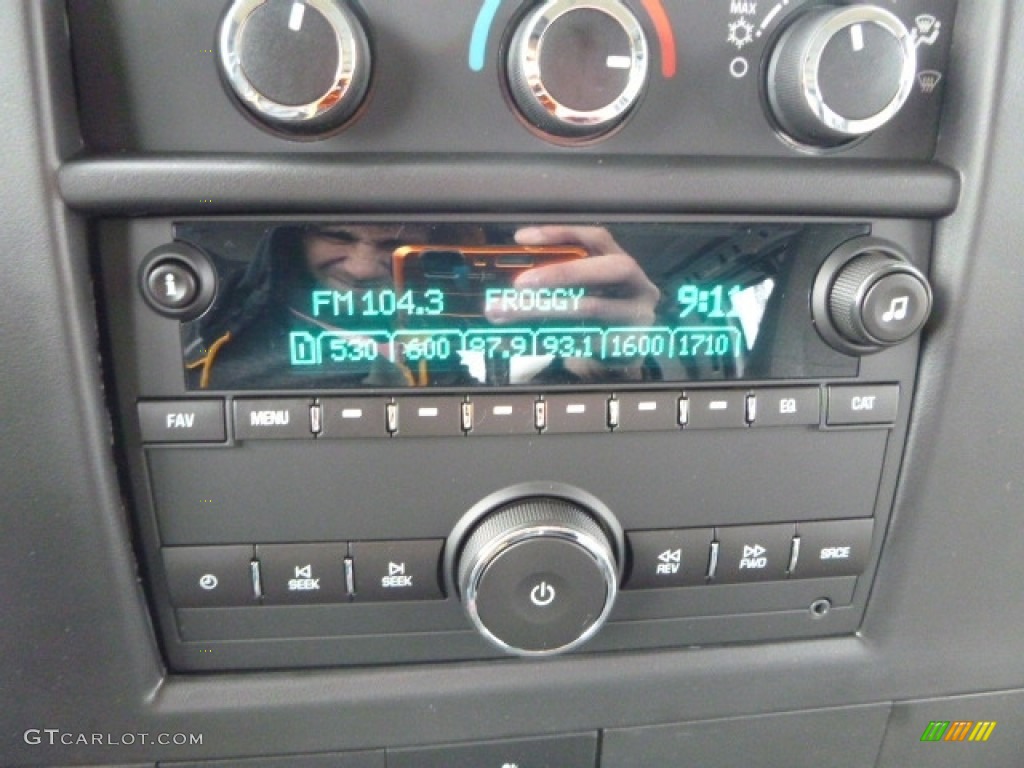 MAX
FM 104.3 FROGGY 9:11
1 530 600 87.9 93.1 1600 1710
FAV MENU EQ CAT
SEEK SEEK REV FWD SRCE
GTCARLOT.COM